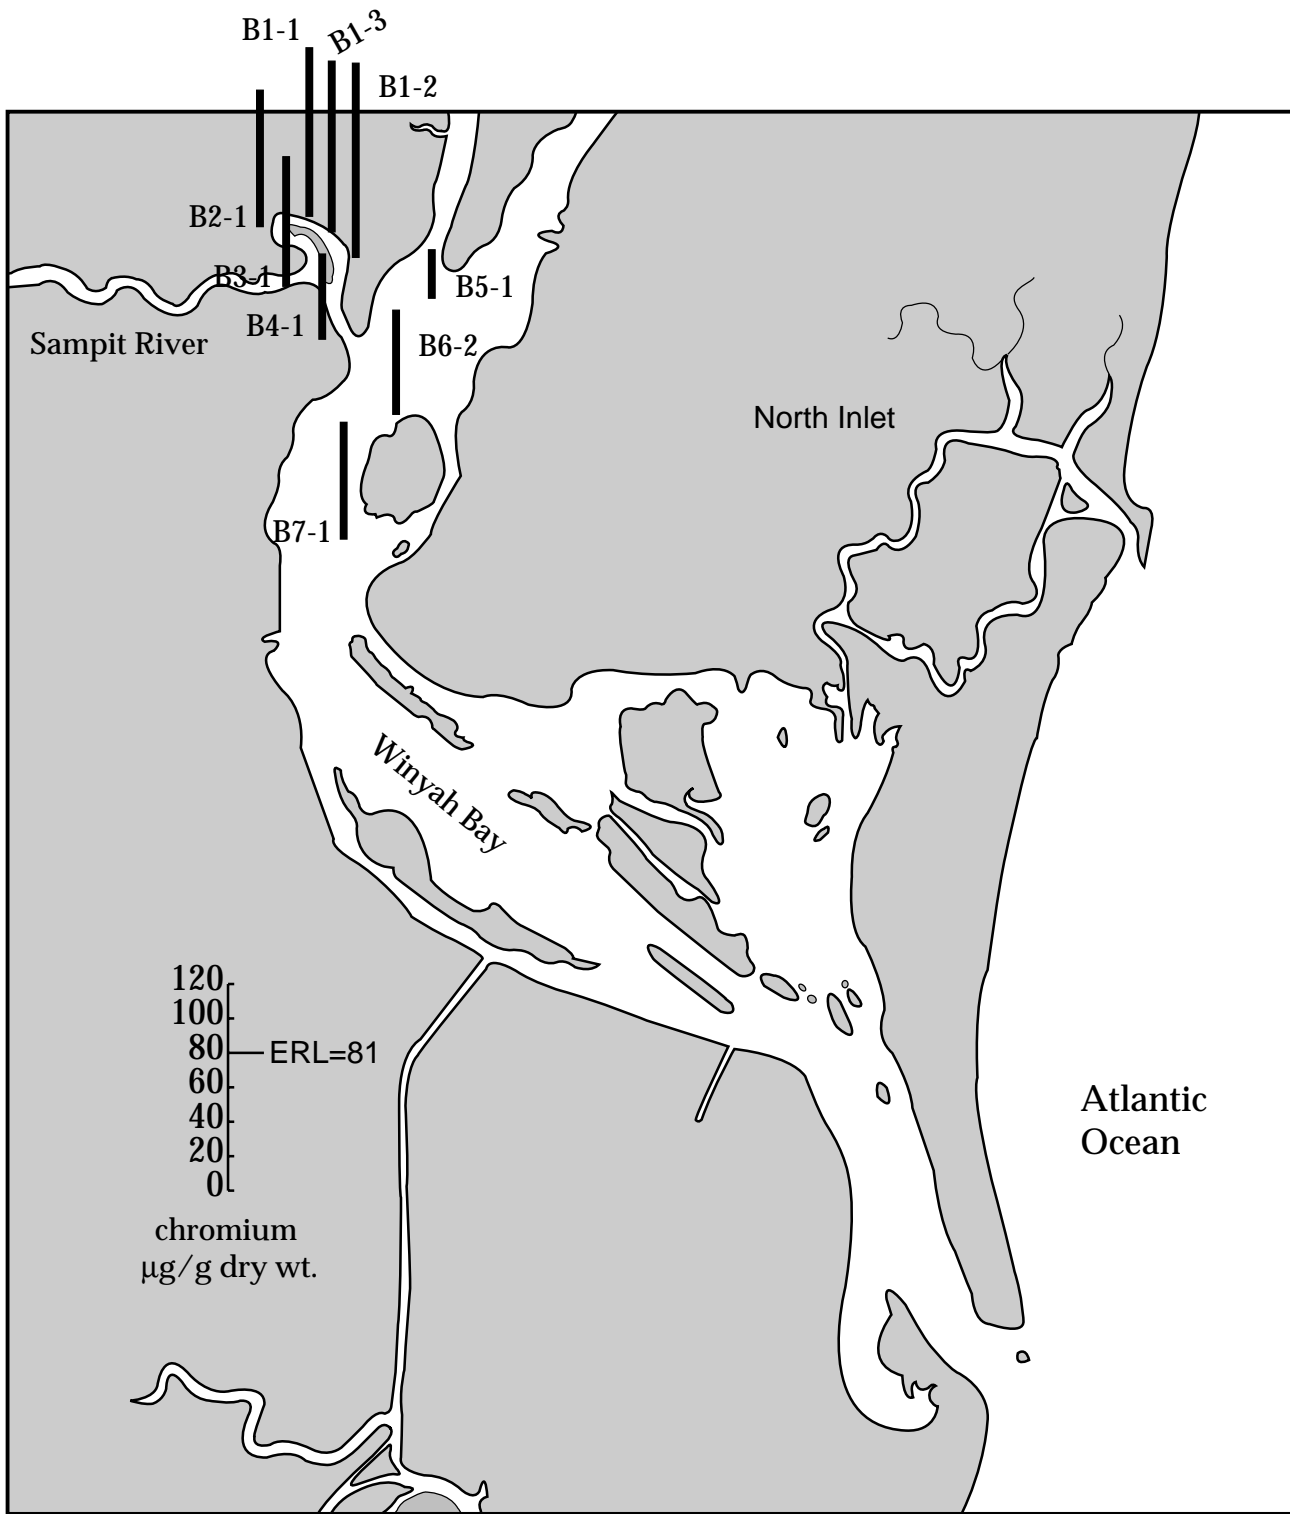 B1-1
B1-3
B1-2
B2-1
B3-1
B5-1
B4-1
Sampit River
B6-2
North Inlet
B7-1
Winyah Bay
120
100
80
ERL=81
60
40
20
0
chromium
µg/g dry wt.
Atlantic
Ocean